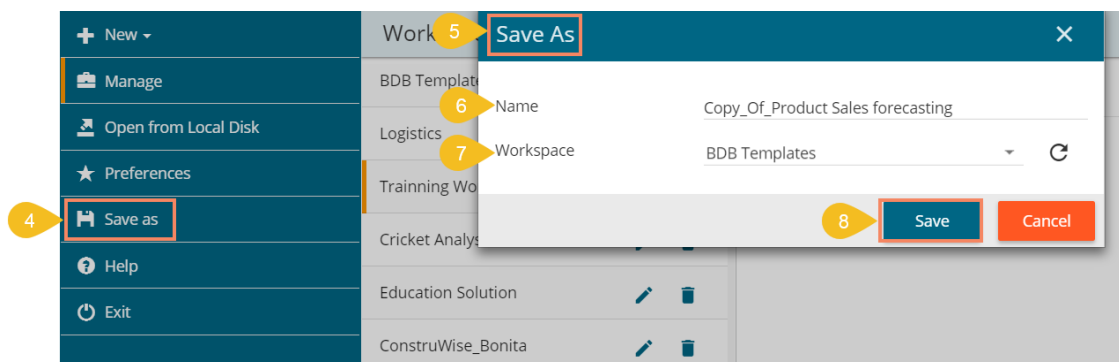 New
Manage
Open from Local Disk
Preferences
4
Save as
Help
Exit
Work
BDB Templat
Logistics
Trainning Wo
Cricket Analys
Education Solution
ConstruWise_Bonita
5
Save As
6
Name
Copy_Of_Product Sales forecasting
7
Workspace
BDB Templates
8
Save
Cancel